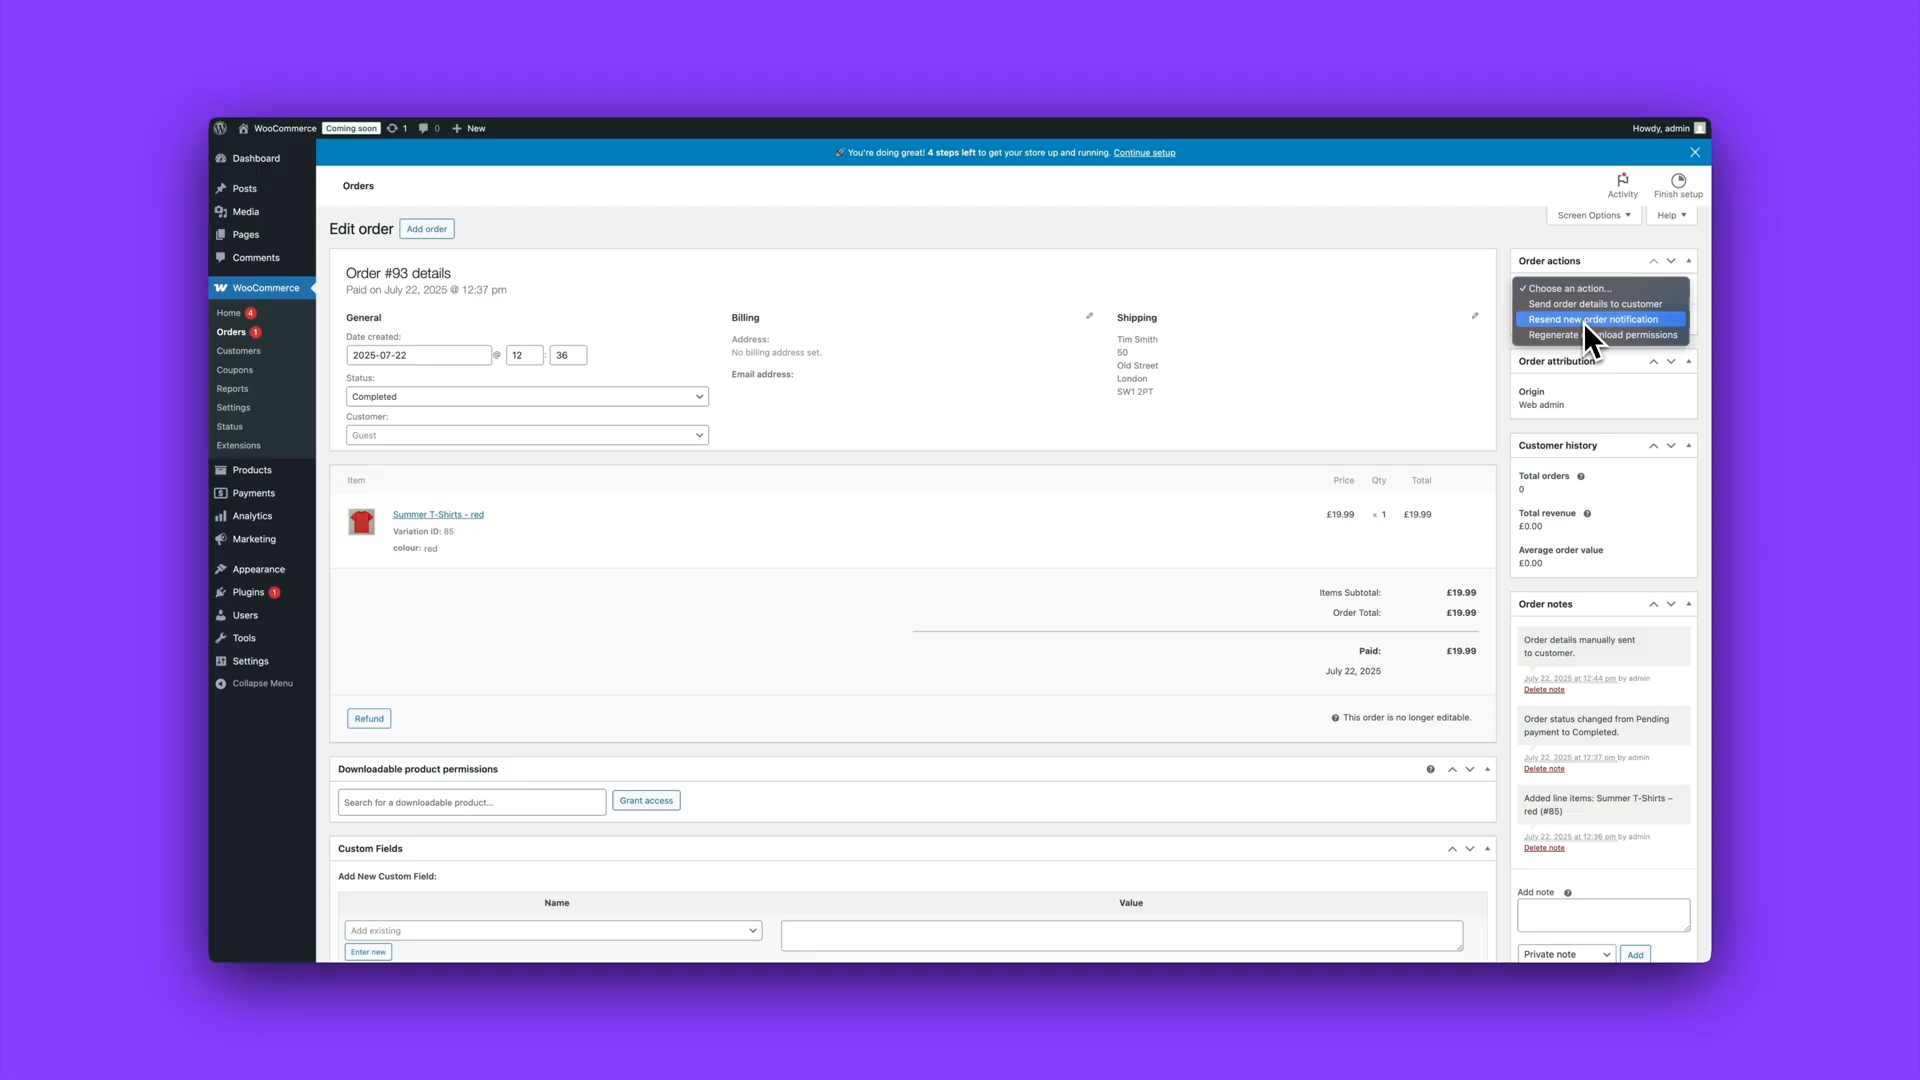 WooCommerce Coming soon 1 0 New
Howdy, admin
You're doing great! 4 steps left to get your store up and running. Continue setup
Dashboard
Posts
Media
Pages
Comments
WooCommerce
Home 4
Orders 1
Customers
Coupons
Reports
Settings
Status
Extensions
Products
Payments
Analytics
Marketing
Appearance
Plugins 1
Users
Tools
Settings
Collapse Menu
Orders
Activity
Finish setup
Screen Options
Help
Edit order
Add order
Order #93 details
Paid on July 22, 2025 @ 12:37 pm
General
Date created:
2025-07-22 @ 12 : 36
Status:
Completed
Customer:
Guest
Billing
Address:
No billing address set.
Email address:
Shipping
Tim Smith
50
Old Street
London
SW1 2PT
Item Price Qty Total
Summer T-Shirts - red £19.99 × 1 £19.99
Variation ID: 85
colour: red
Items Subtotal: £19.99
Order Total: £19.99
Paid: £19.99
July 22, 2025
Refund
This order is no longer editable.
Downloadable product permissions
Search for a downloadable product...
Grant access
Custom Fields
Add New Custom Field:
Name Value
Add existing
Enter new
Order actions
✓ Choose an action...
Send order details to customer
Resend new order notification
Regenerate permissions
Order attribution
Origin
Web admin
Customer history
Total orders
0
Total revenue
£0.00
Average order value
£0.00
Order notes
Order details manually sent
to customer.
July 22, 2025 at 12:44 pm by admin
Delete note
Order status changed from Pending
payment to Completed.
July 22, 2025 at 12:37 pm by admin
Delete note
Added line items: Summer T-Shirts –
red (#85)
July 22, 2025 at 12:36 pm by admin
Delete note
Add note
Private note
Add